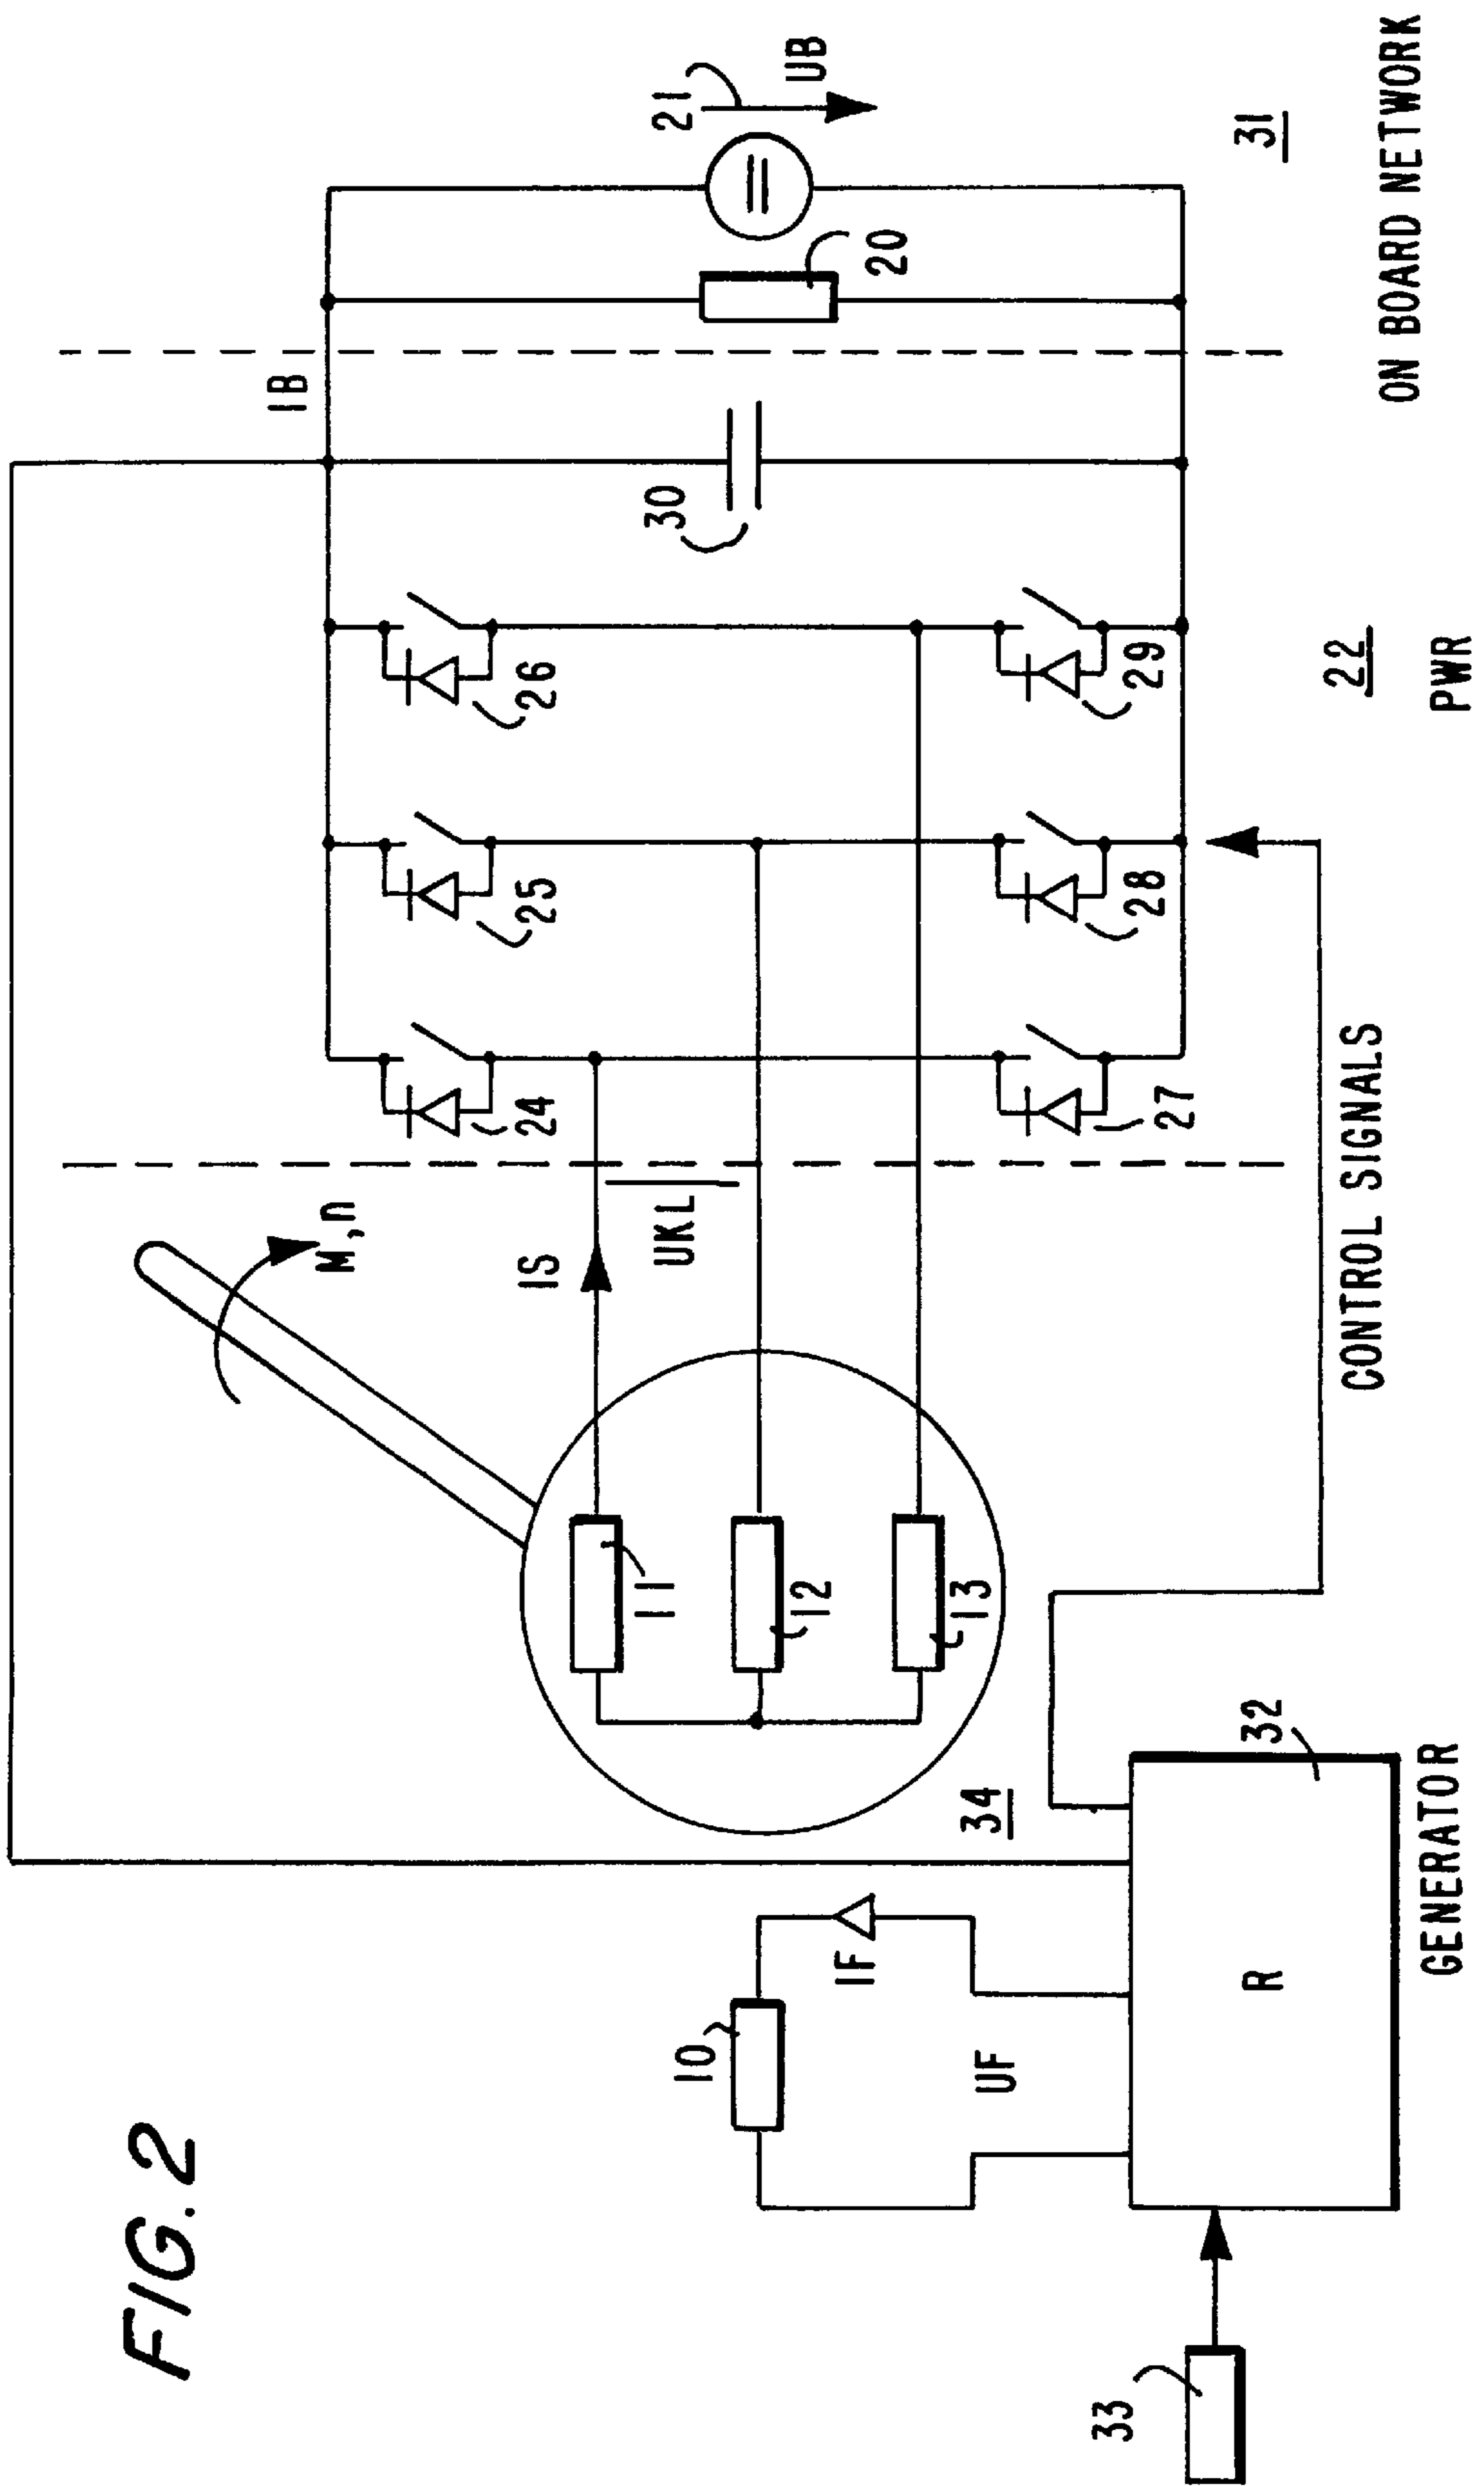 FIG. 2
M, n
IB
21
UB
IS
UKL
24
25
26
30
20
10
11
12
13
IF
UF
34
27
28
29
31
33
R
32
CONTROL SIGNALS
22
GENERATOR
PWR
ON BOARD NETWORK